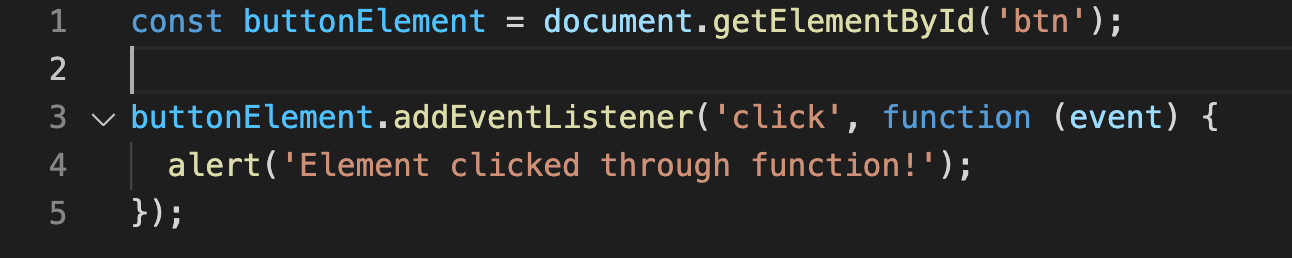 1 const buttonElement = document.getElementById('btn');
2
3 buttonElement.addEventListener('click', function (event) {
4   alert('Element clicked through function!');
5 });